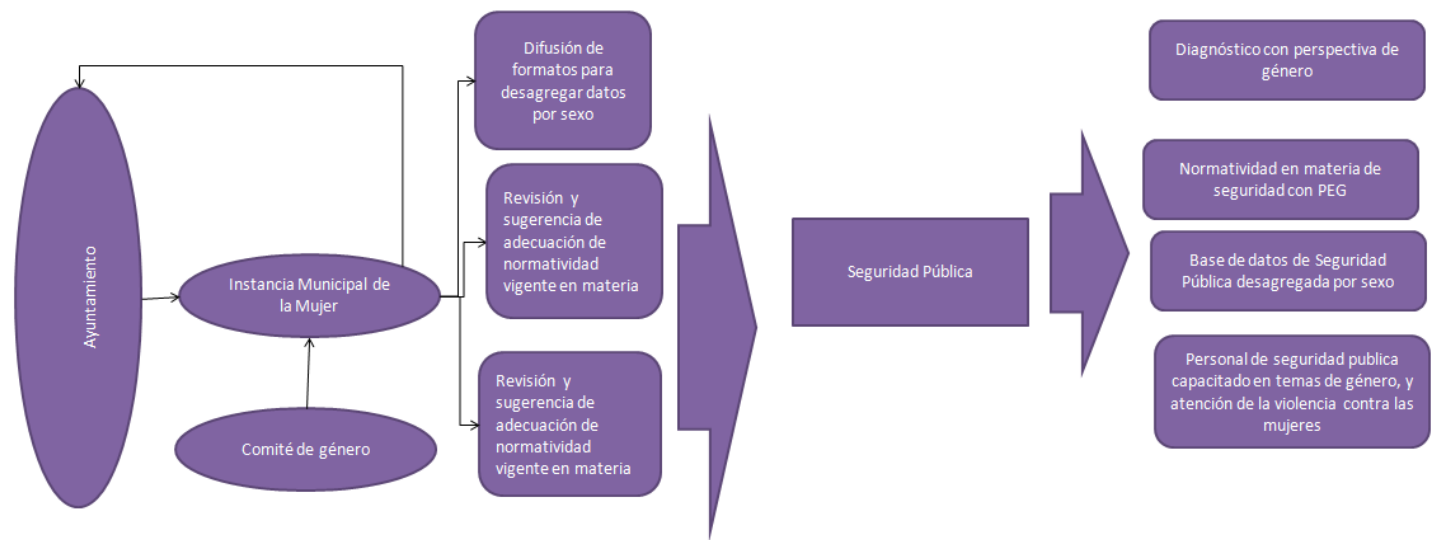 Ayuntamiento
Instancia Municipal de
la Mujer
Comité de género
Difusión de
formatos para
desagregar datos
por sexo
Revisión y
sugerencia de
adecuación de
normatividad
vigente en materia
Revisión y
sugerencia de
adecuación de
normatividad
vigente en materia
Seguridad Pública
Diagnóstico con perspectiva de
género
Normatividad en materia de
seguridad con PEG
Base de datos de Seguridad
Pública desagregada por sexo
Personal de seguridad publica
capacitado en temas de género, y
atención de la violencia contra las
mujeres